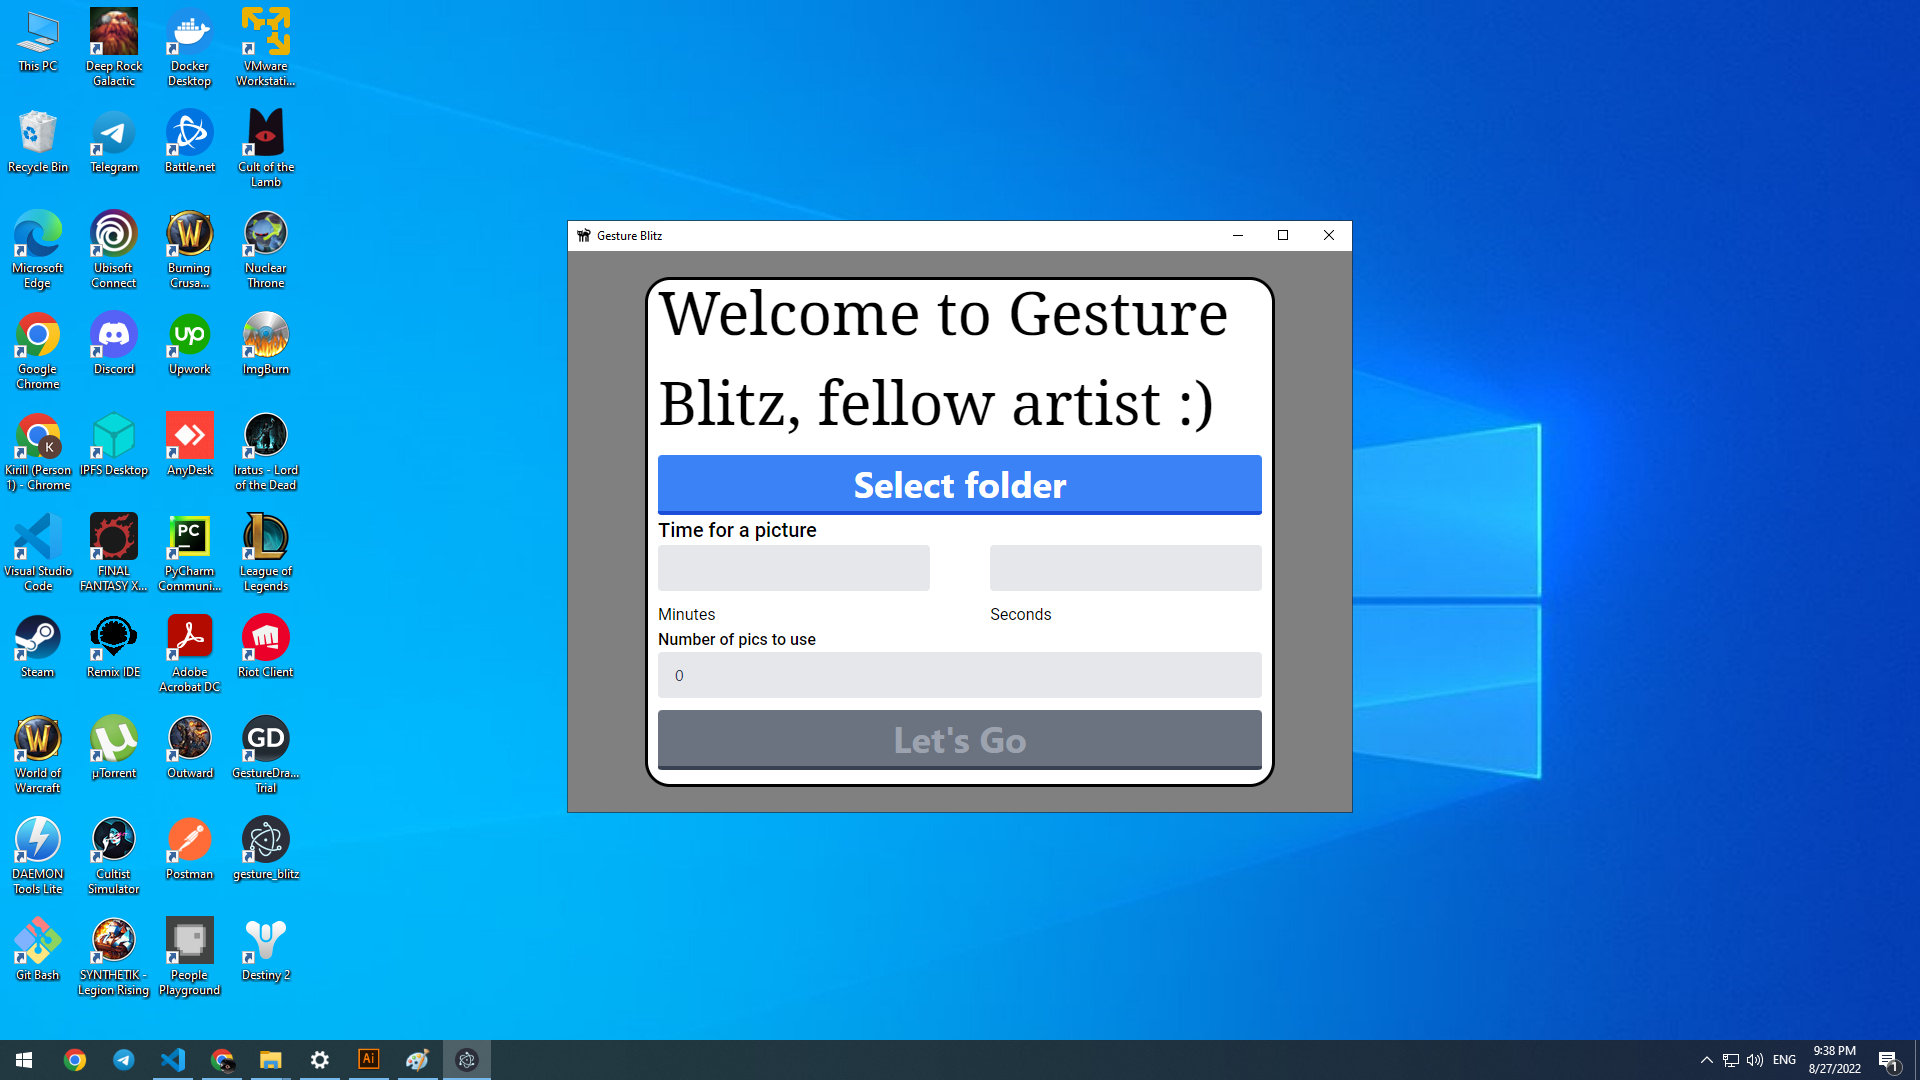 This PC
Deep Rock
Galactic
Docker
Desktop
VMware
Workstati...
Recycle Bin
Telegram
Battle.net
Cult of the
Lamb
Microsoft
Edge
Ubisoft
Connect
Burning
Crusa...
Nuclear
Throne
Google
Chrome
Discord
up
Upwork
ImgBurn
K
Kirill (Person
1) - Chrome
IPFS Desktop
AnyDesk
Iratus - Lord
of the Dead
Visual Studio
Code
FINAL
FANTASY X...
PC
PyCharm
Communi...
League of
Legends
Steam
Remix IDE
Adobe
Acrobat DC
Riot Client
W
World of
Warcraft
µTorrent
Outward
GD
GestureDra...
Trial
DAEMON
Tools Lite
Cultist
Simulator
Postman
gesture_blitz
Git Bash
SYNTHETIK -
Legion Rising
People
Playground
Destiny 2
Gesture Blitz
Welcome to Gesture
Blitz, fellow artist :)
Select folder
Time for a picture
Minutes
Seconds
Number of pics to use
0
Let's Go
Ai
ENG
9:38 PM
8/27/2022
1